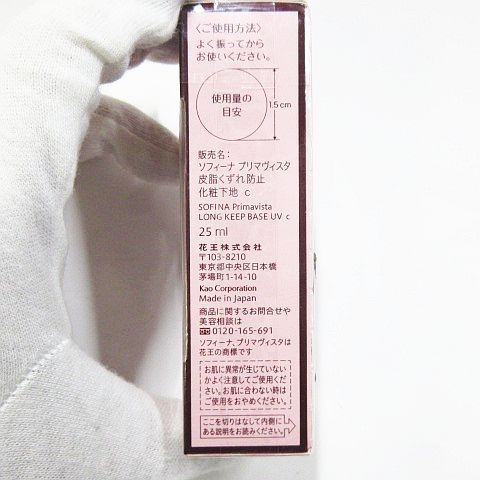 〈ご使用方法〉
よく振ってから
お使いください。
使用量の
目安
1.5cm
販売名：
ソフィーナ プリマヴィスタ
皮脂くずれ防止
化粧下地 c
SOFINA Primavista
LONG KEEP BASE UV c
25 ml
花王株式会社
〒103-8210
東京都中央区日本橋
茅場町1-14-10
Kao Corporation
Made in Japan
商品に関するお問合せや
美容相談は
0120-165-691
ソフィーナ、プリマヴィスタは
花王の商標です
お肌に異常が生じていない
かよく注意してご使用くだ
さい。お肌に合わない時は
ご使用をおやめください。
ここを切りはなして内側に
ある説明をお読みください。